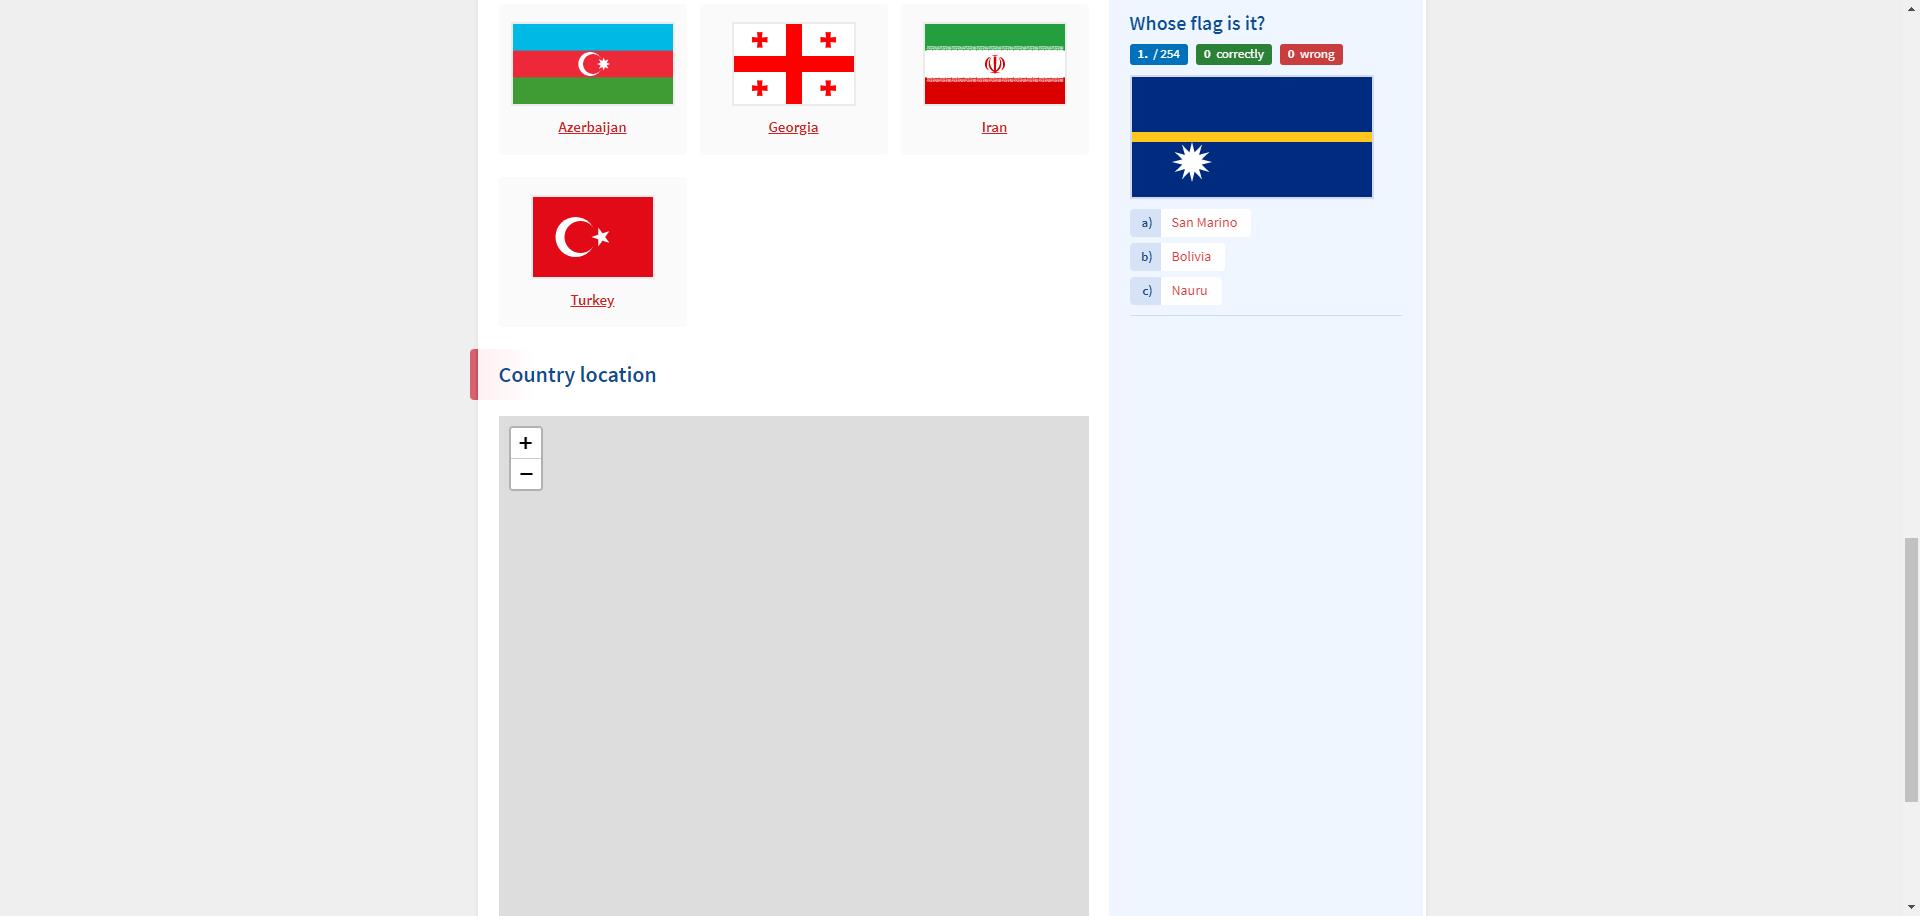 Azerbaijan
Georgia
Iran
Turkey
Country location
+
−
Whose flag is it?
1. / 254 0 correctly 0 wrong
a) San Marino
b) Bolivia
c) Nauru